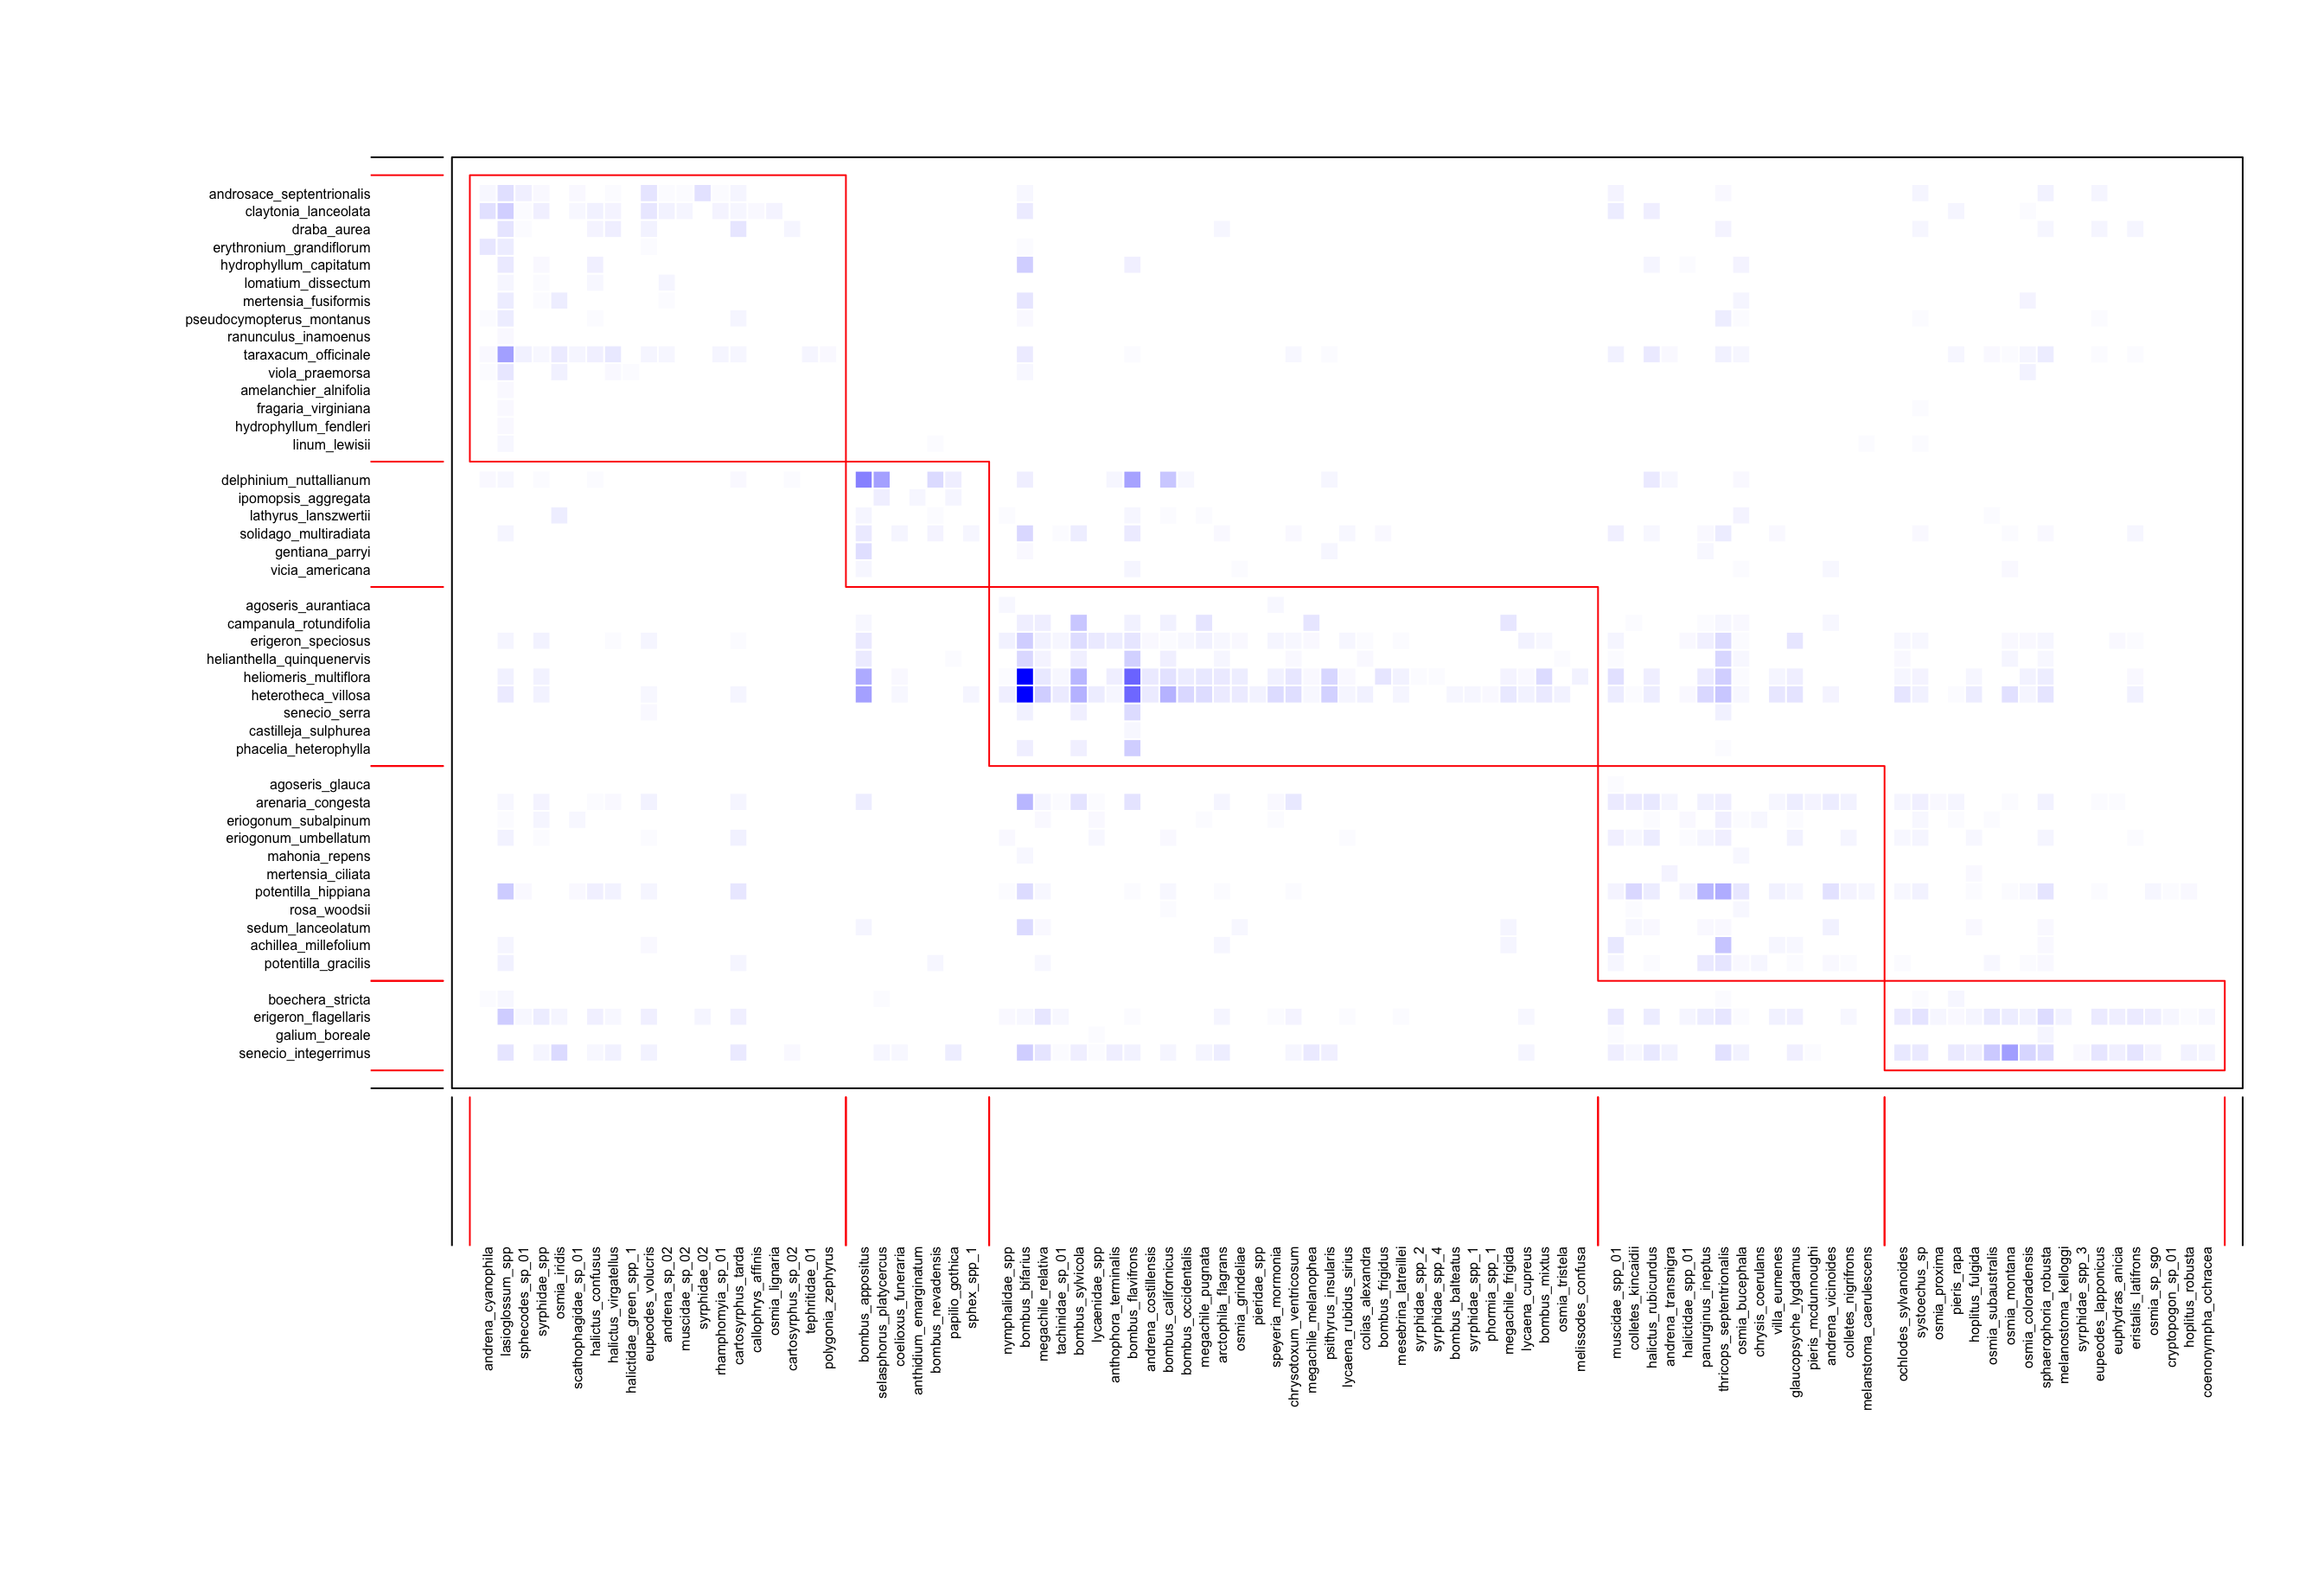 androsace_septentrionalis
claytonia_lanceolata
draba_aurea
erythronium_grandiflorum
hydrophyllum_capitatum
lomatium_dissectum
mertensia_fusiformis
pseudocymopterus_montanus
ranunculus_inamoenus
taraxacum_officinale
viola_praemorsa
amelanchier_alnifolia
fragaria_virginiana
hydrophyllum_fendleri
linum_lewisii
delphinium_nuttallianum
ipomopsis_aggregata
lathyrus_lanszwertii
solidago_multiradiata
gentiana_parryi
vicia_americana
agoseris_aurantiaca
campanula_rotundifolia
erigeron_speciosus
helianthella_quinquenervis
heliomeris_multiflora
heterotheca_villosa
senecio_serra
castilleja_sulphurea
phacelia_heterophylla
agoseris_glauca
arenaria_congesta
eriogonum_subalpinum
eriogonum_umbellatum
mahonia_repens
mertensia_ciliata
potentilla_hippiana
rosa_woodsii
sedum_lanceolatum
achillea_millefolium
potentilla_gracilis
boechera_stricta
erigeron_flagellaris
galium_boreale
senecio_integerrimus
andrena_cyanophila
lasioglossum_spp
sphecodes_sp_01
syrphidae_spp
osmia_iridis
scathophagidae_sp_01
halictus_confusus
halictus_virgatellus
halictidae_green_spp_1
eupeodes_volucris
andrena_sp_02
muscidae_sp_02
syrphidae_02
rhamphomyia_sp_01
cartosyrphus_tarda
callophrys_affinis
osmia_lignaria
cartosyrphus_sp_02
tephritidae_01
polygonia_zephyrus
bombus_appositus
selasphorus_platycercus
coelioxus_funeraria
anthidium_emarginatum
bombus_nevadensis
papilio_gothica
sphex_spp_1
nymphalidae_spp
bombus_bifarius
megachile_relativa
tachinidae_sp_01
bombus_sylvicola
lycaenidae_spp
anthophora_terminalis
bombus_flavifrons
andrena_costillensis
bombus_californicus
bombus_occidentalis
megachile_pugnata
arctophila_flagrans
osmia_grindeliae
pieridae_spp
speyeria_mormonia
chrysotoxum_ventricosum
megachile_melanophea
psithyrus_insularis
lycaena_rubidus_sirius
colias_alexandra
bombus_frigidus
mesebrina_latreillei
syrphidae_spp_2
syrphidae_spp_4
bombus_balteatus
syrphidae_spp_1
phormia_spp_1
megachile_frigida
lycaena_cupreus
bombus_mixtus
osmia_tristela
melissodes_confusa
muscidae_spp_01
colletes_kincaidii
halictus_rubicundus
andrena_transnigra
halictidae_spp_01
panurginus_ineptus
thricops_septentrionalis
osmia_bucephala
chrysis_coerulans
villa_eumenes
glaucopsyche_lygdamus
pieris_mcdunnoughi
andrena_vicinoides
colletes_nigrifrons
melanstoma_caerulescens
ochlodes_sylvanoides
systoechus_sp
osmia_proxima
pieris_rapa
hoplitus_fulgida
osmia_subaustralis
osmia_montana
osmia_coloradensis
sphaerophoria_robusta
melanostoma_kelloggi
syrphidae_spp_3
eupeodes_lapponicus
euphydras_anicia
eristalis_latifrons
osmia_sp_sgo
cryptopogon_sp_01
hoplitus_robusta
coenonympha_ochracea